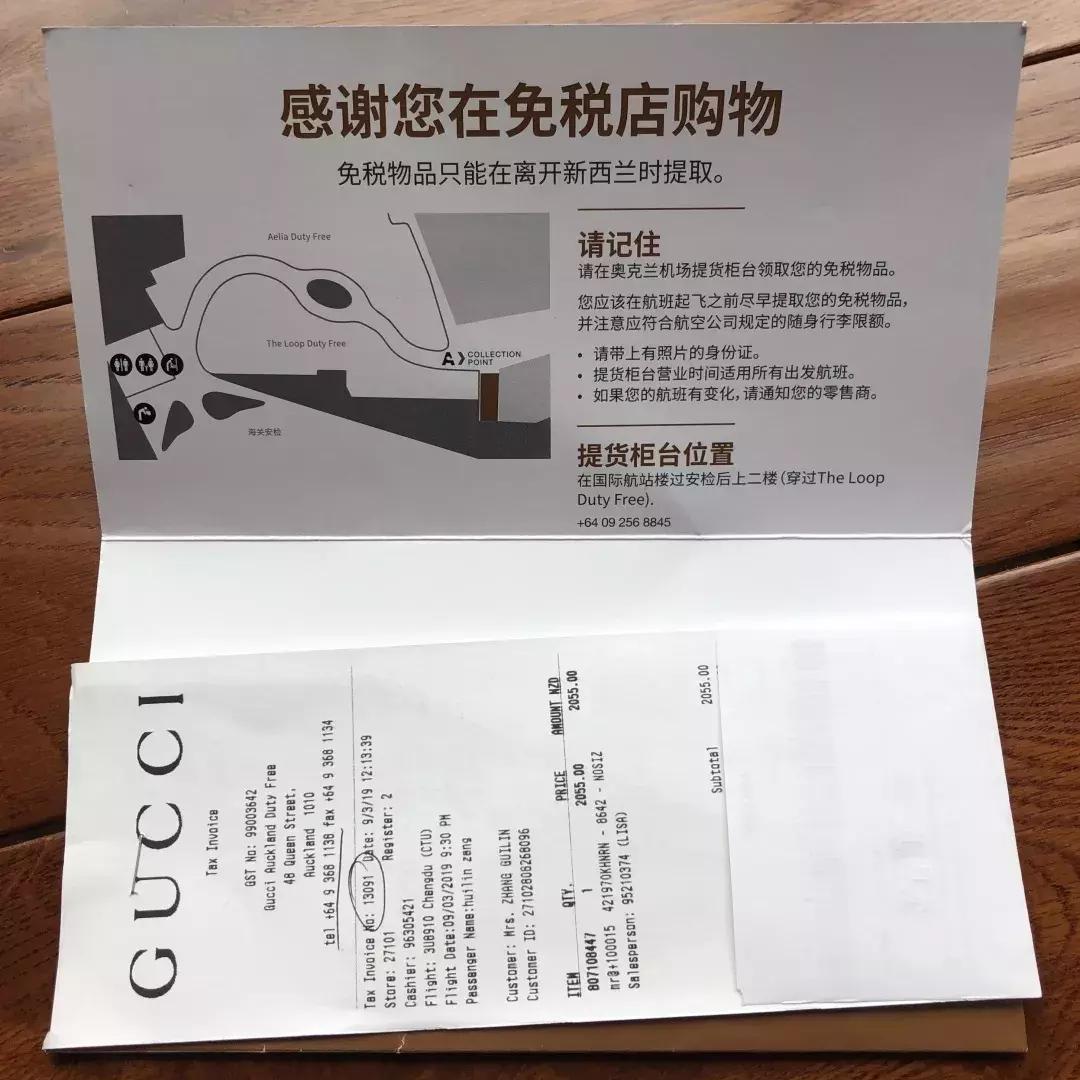 感谢您在免税店购物
免税物品只能在离开新西兰时提取。
Aelia Duty Free
The Loop Duty Free
A
COLLECTION
POINT
海关安检
请记住
请在奥克兰机场提货柜台领取您的免税物品。
您应该在航班起飞之前尽早提取您的免税物品，
并注意应符合航空公司规定的随身行李限额。
• 请带上有照片的身份证。
• 提货柜台营业时间适用所有出发航班。
• 如果您的航班有变化，请通知您的零售商。
提货柜台位置
在国际航站楼过安检后上二楼（穿过The Loop
Duty Free).
+64 09 256 8845
GUCCI
Tax Invoice
GST No: 99003642
Gucci Auckland Duty Free
48 Queen Street,
Auckland 1010
tel +64 9 368 1138 fax +64 9 368 1134
Tax Invoice No: 13091 Date: 9/3/19 12:13:39
Store: 27101 Register: 2
Cashier: 96305421
Flight: 3U8910 Chengdu (CTU)
Flight Date:09/03/2019 9:30 PM
Passenger Name:huilin zang
Customer: Mrs. ZHANG GUILIN
Customer ID: 27102808268096
ITEM QTY. PRICE AMOUNT NZD
807108447 1 2055.00 2055.00
mr@+100015 421970KHNRN - 8642 - NOSIZ
Salesperson: 95210374 (LISA)
Subtotal 2055.00